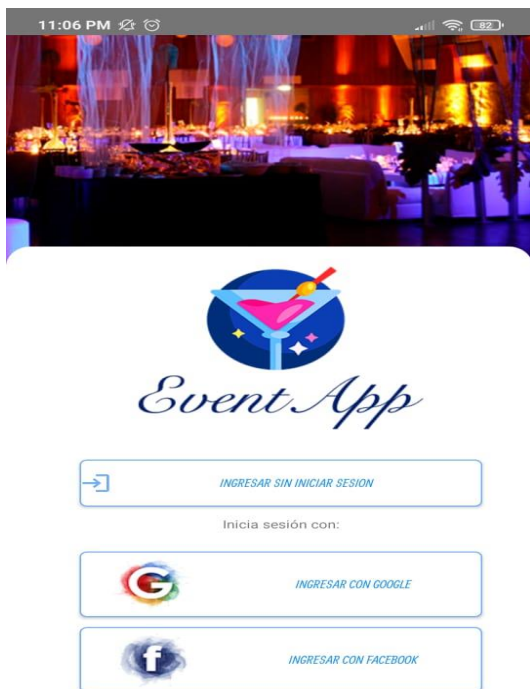 11:06 PM
82
Event App
INGRESAR SIN INICIAR SESION
Inicia sesión con:
G
INGRESAR CON GOOGLE
f
INGRESAR CON FACEBOOK